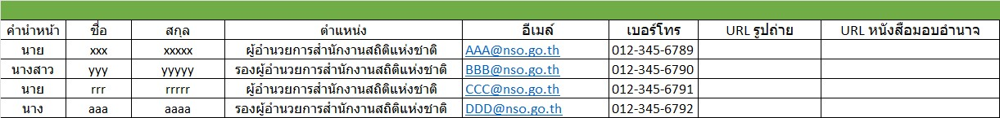 คำนำหน้า ชื่อ สกุล ตำแหน่ง อีเมล์ เบอร์โทร URL รูปถ่าย URL หนังสือมอบอำนาจ
นาย xxx xxxxx ผู้อำนวยการสำนักงานสถิติแห่งชาติ AAA@nso.go.th 012-345-6789
นางสาว yyy yyyyy รองผู้อำนวยการสำนักงานสถิติแห่งชาติ BBB@nso.go.th 012-345-6790
นาย rrr rrrrr ผู้อำนวยการสำนักงานสถิติแห่งชาติ CCC@nso.go.th 012-345-6791
นาง aaa aaaa รองผู้อำนวยการสำนักงานสถิติแห่งชาติ DDD@nso.go.th 012-345-6792